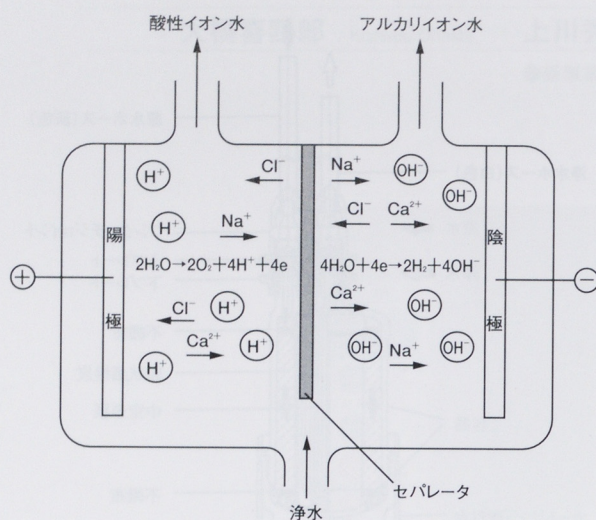 酸性イオン水
アルカリイオン水
陽極
陰極
+
−
H⁺
Cl⁻
Na⁺
OH⁻
OH⁻
H⁺
Na⁺
Cl⁻
Ca²⁺
2H₂O→2O₂+4H⁺+4e
4H₂O+4e→2H₂+4OH⁻
Ca²⁺
Cl⁻
H⁺
OH⁻
H⁺
Ca²⁺
H⁺
OH⁻
Na⁺
OH⁻
セパレータ
浄水